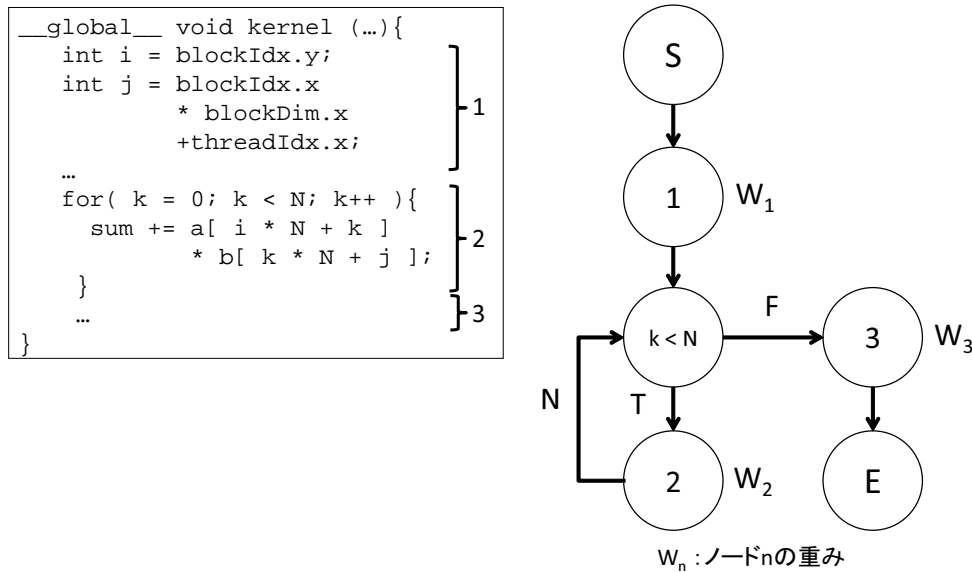 __global__ void kernel (…){
int i = blockIdx.y;
int j = blockIdx.x
* blockDim.x
+threadIdx.x;
…
1
for( k = 0; k < N; k++ ){
sum += a[ i * N + k ]
* b[ k * N + j ];
}
2
…
3
}
S
1
W1
k < N
F
3
W3
N
T
2
W2
E
Wn :ノードnの重み